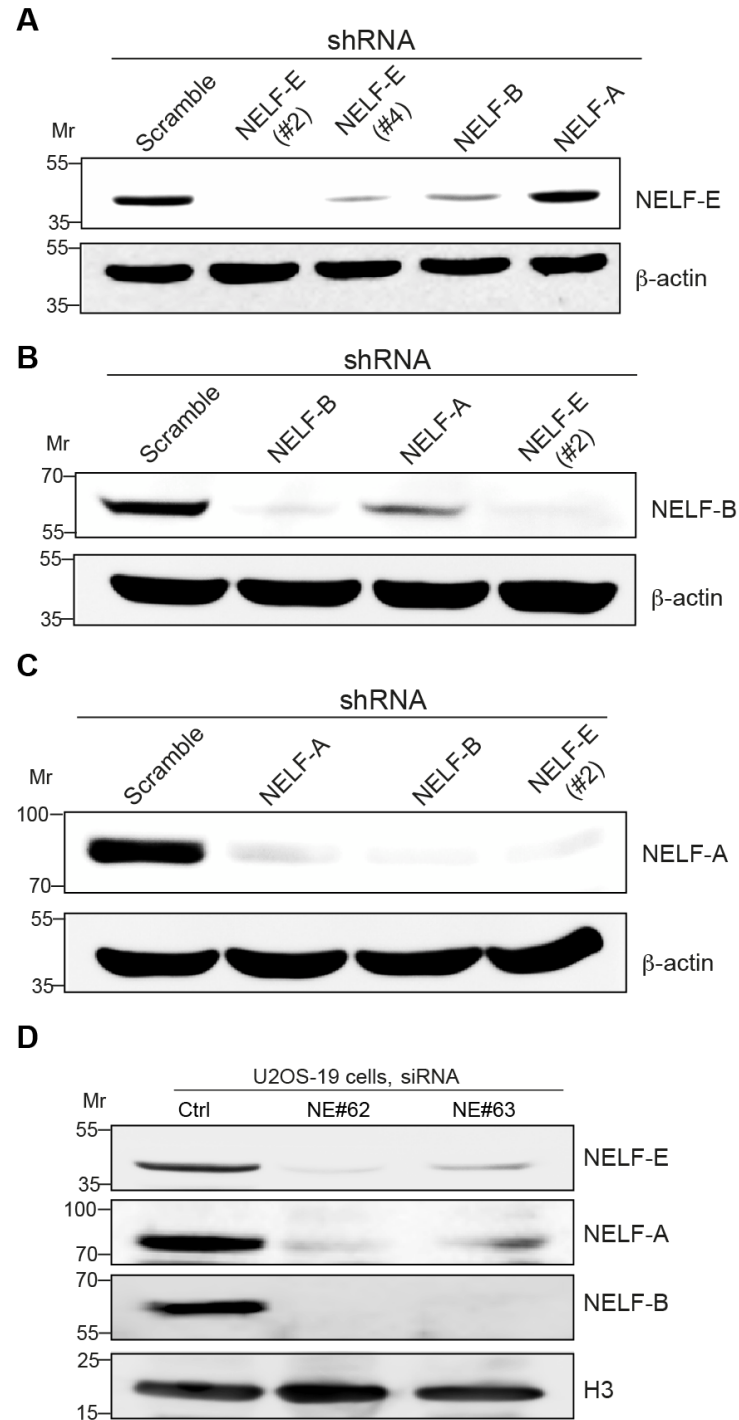 A
shRNA
Mr
Scramble
NELF-E
(#2)
NELF-E
(#4)
NELF-B
NELF-A
55
35
NELF-E
55
35
β-actin
B
shRNA
Mr
Scramble
NELF-B
NELF-A
NELF-E
(#2)
70
55
NELF-B
55
35
β-actin
C
shRNA
Mr
Scramble
NELF-A
NELF-B
NELF-E
(#2)
100
70
NELF-A
55
35
β-actin
D
U2OS-19 cells, siRNA
Mr
Ctrl NE#62 NE#63
55
35
NELF-E
100
70
NELF-A
70
55
NELF-B
25
15
H3